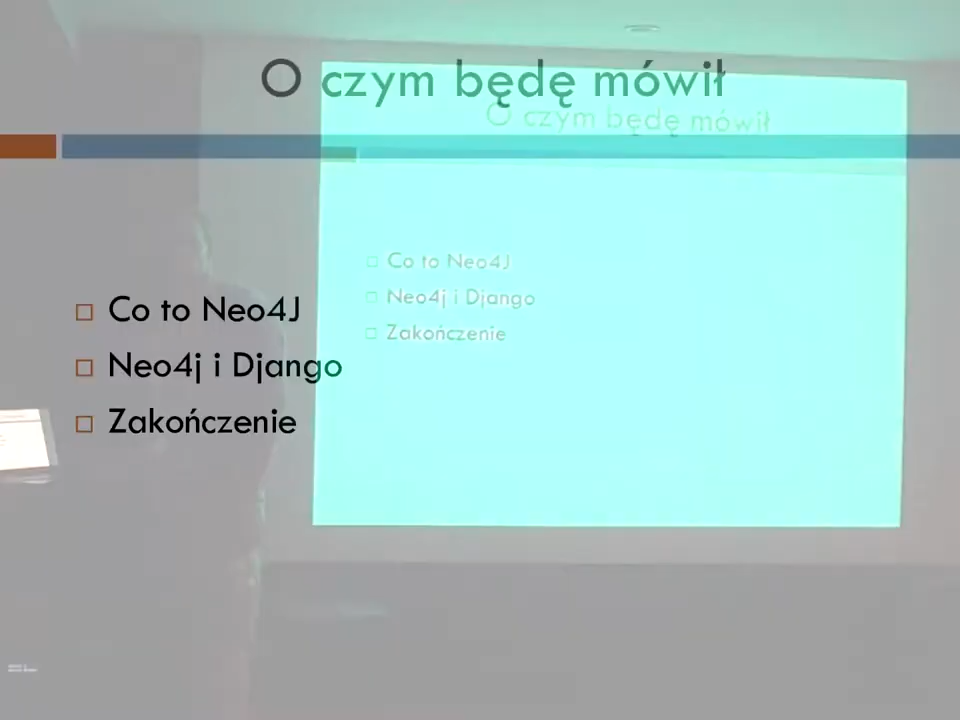 O czym będę mówił
O czym będę mówił
Co to Neo4J
Neo4j i Django
Zakończenie
Co to Neo4J
Neo4j i Django
Zakończenie